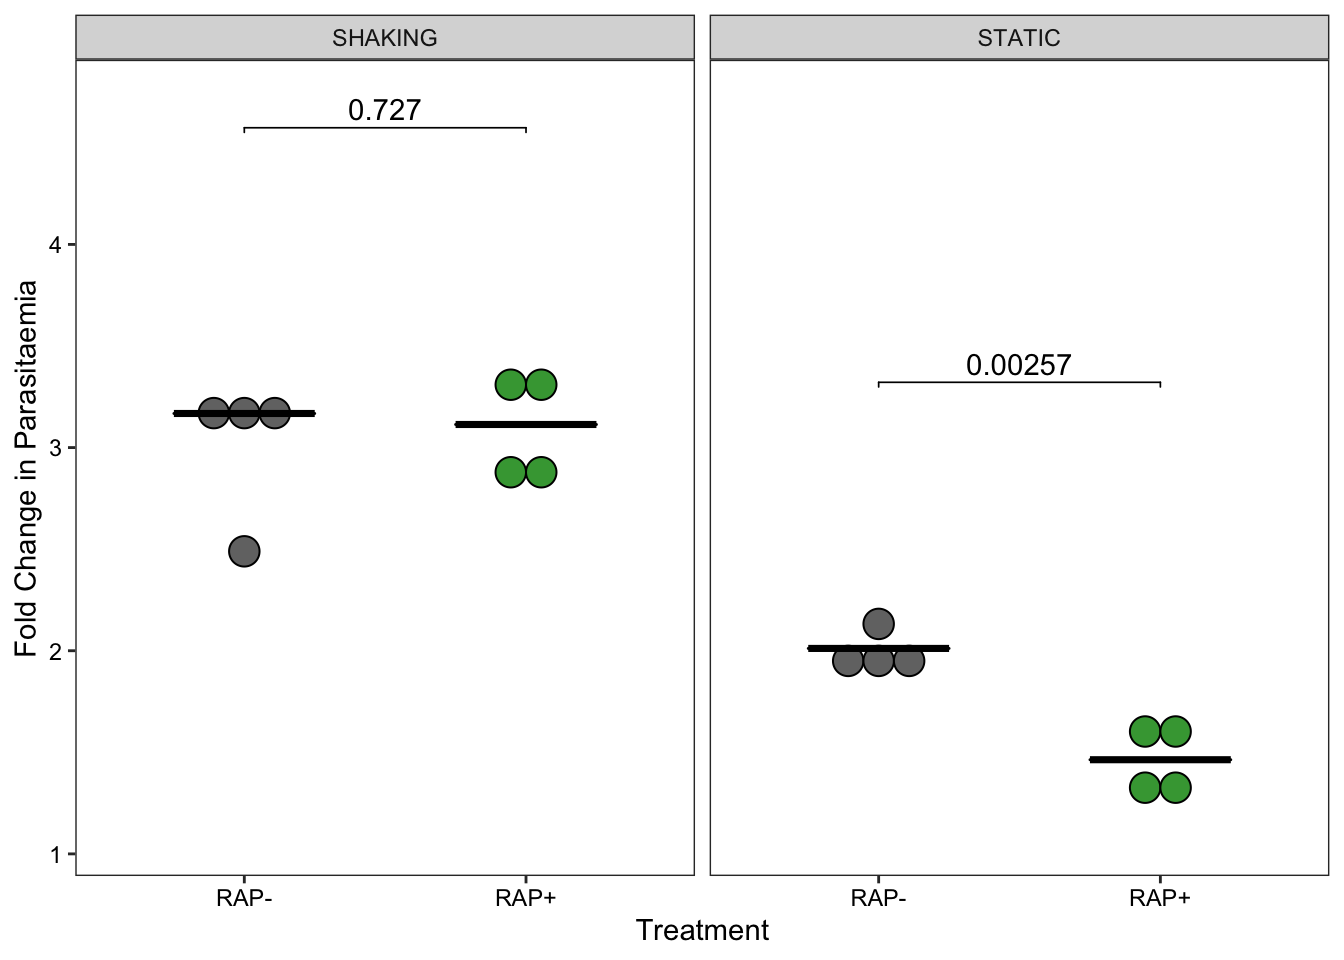 SHAKING
STATIC
0.727
0.00257
Fold Change in Parasitaemia
4
3
2
1
RAP-
RAP+
RAP-
RAP+
Treatment